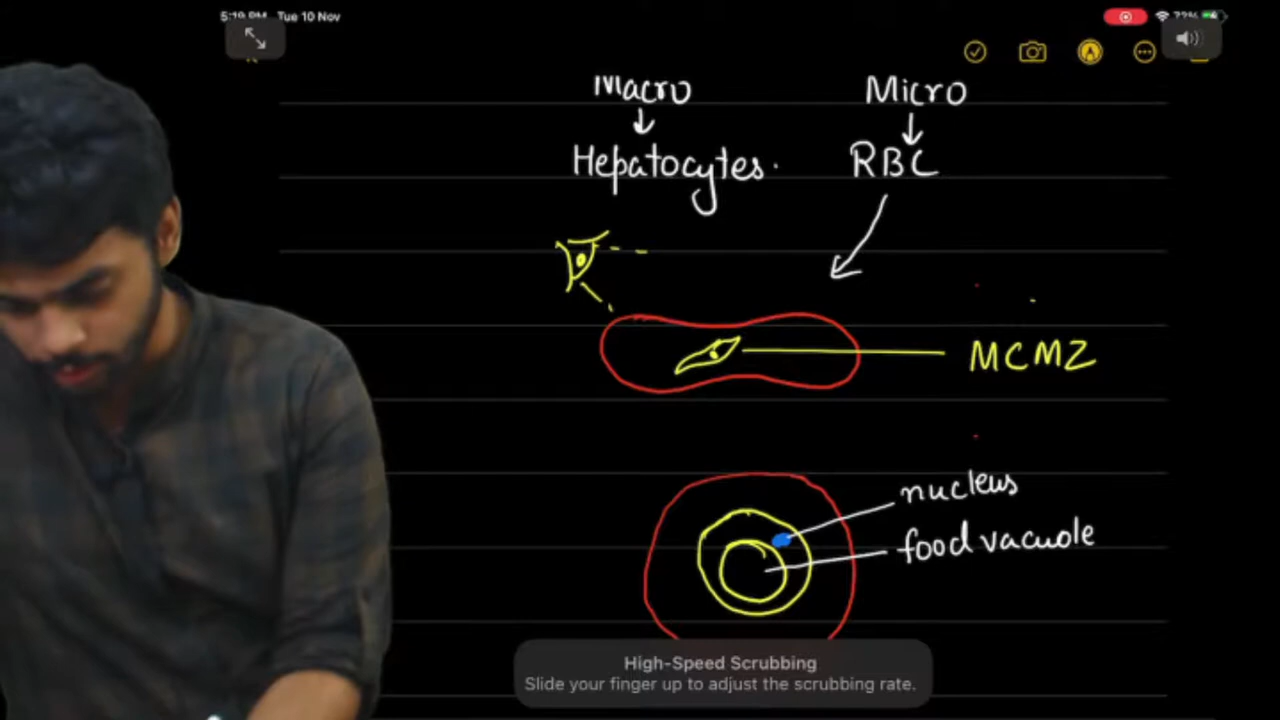 5:19 PM Tue 10 Nov
Macro Micro
Hepatocytes. RBC
MCMZ
nucleus
food vacuole
High-Speed Scrubbing
Slide your finger up to adjust the scrubbing rate.